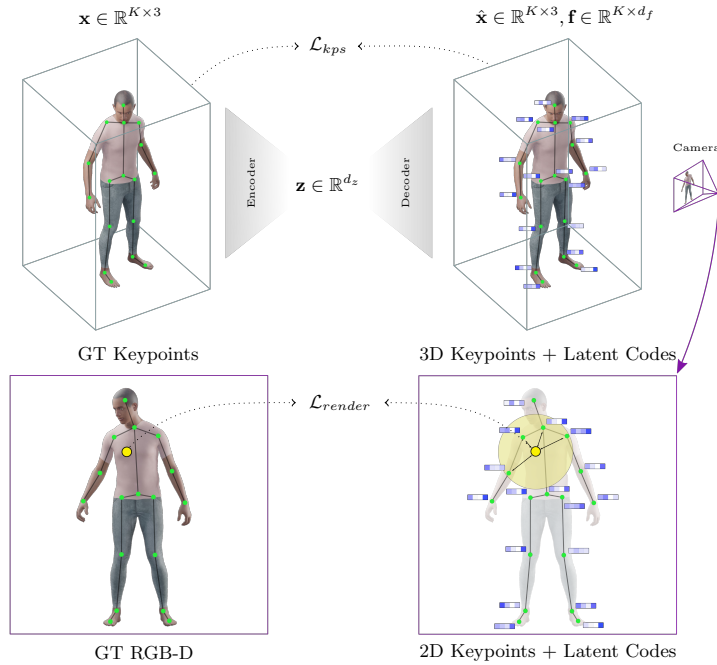 𝐱 ∈ ℝ^{K×3}
𝐱̂ ∈ ℝ^{K×3}, 𝐟 ∈ ℝ^{K×d_f}
ℒ_{kps}
Camera
Encoder
𝐳 ∈ ℝ^{d_z}
Decoder
GT Keypoints
3D Keypoints + Latent Codes
ℒ_{render}
GT RGB-D
2D Keypoints + Latent Codes